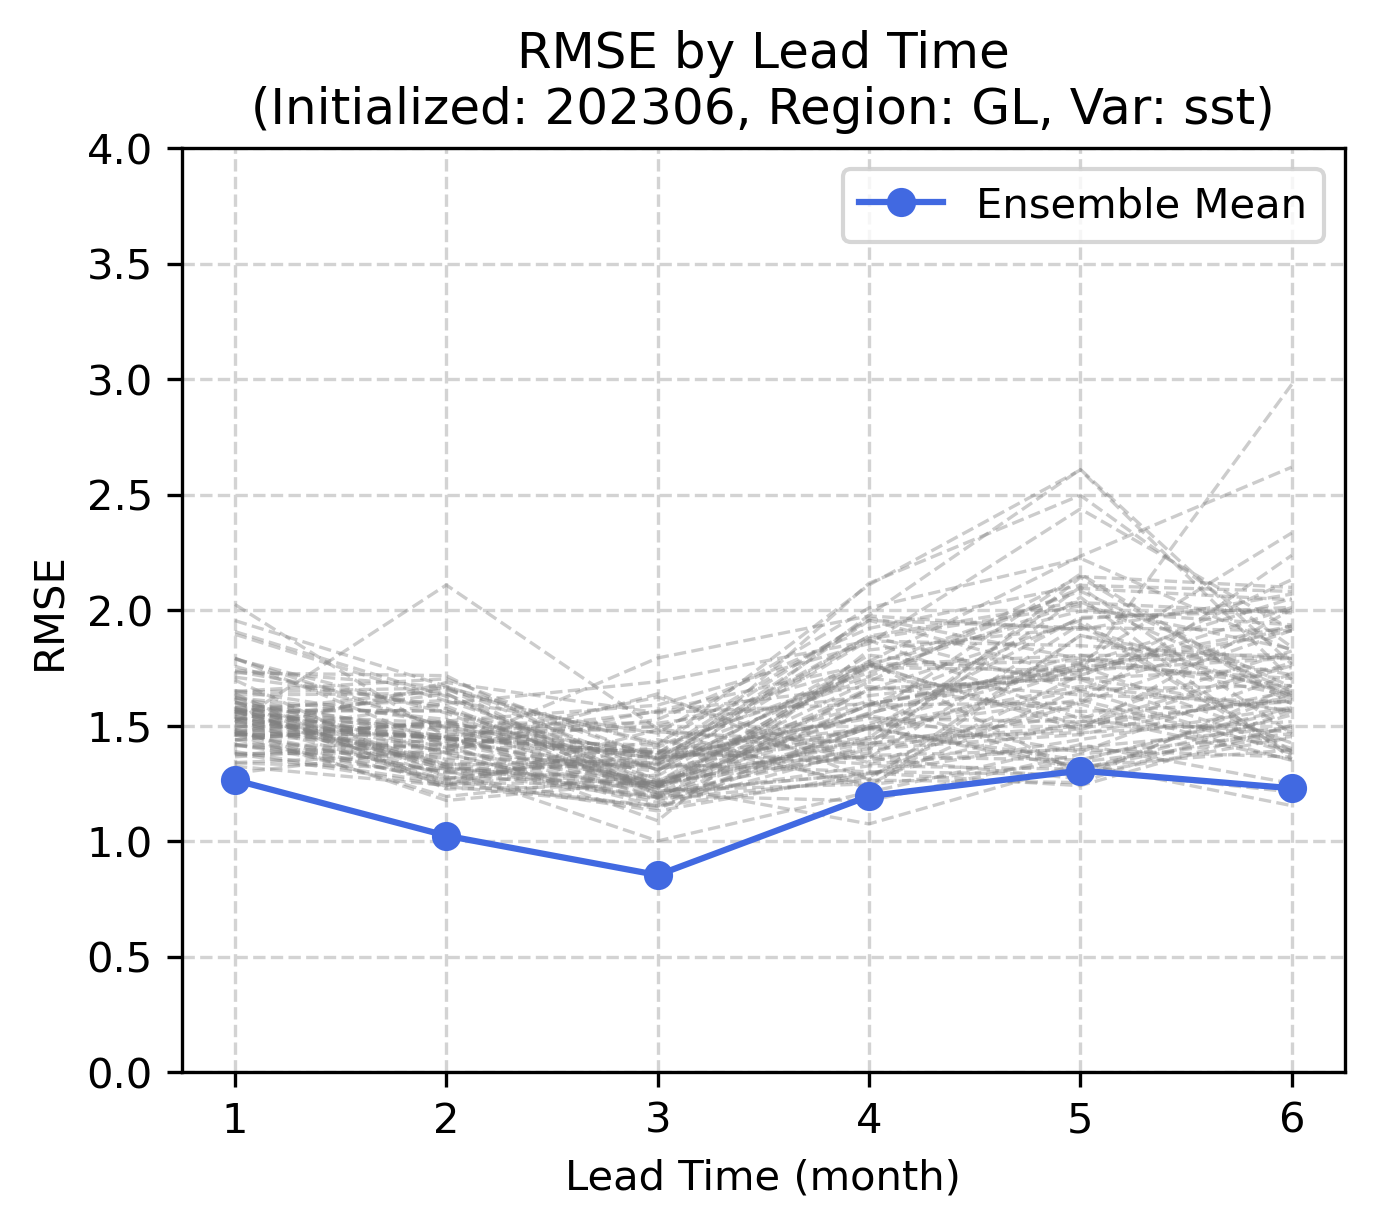 RMSE by Lead Time
(Initialized: 202306, Region: GL, Var: sst)
4.0
3.5
3.0
2.5
2.0
1.5
1.0
0.5
0.0
RMSE
Ensemble Mean
1 2 3 4 5 6
Lead Time (month)